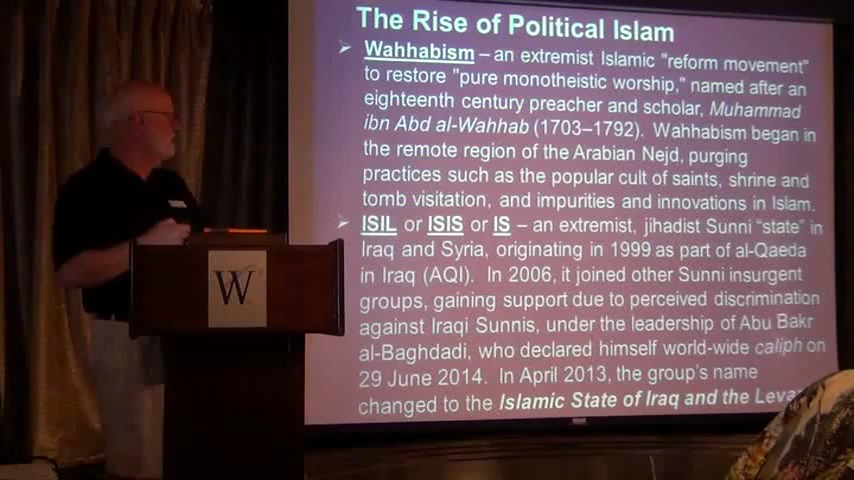 The Rise of Political Islam
Wahhabism – an extremist Islamic "reform movement"
to restore "pure monotheistic worship," named after an
eighteenth century preacher and scholar, Muhammad
ibn Abd al-Wahhab (1703–1792). Wahhabism began in
the remote region of the Arabian Nejd, purging
practices such as the popular cult of saints, shrine and
tomb visitation, and impurities and innovations in Islam.
ISIL or ISIS or IS – an extremist, jihadist Sunni “state” in
Iraq and Syria, originating in 1999 as part of al-Qaeda
in Iraq (AQI). In 2006, it joined other Sunni insurgent
groups, gaining support due to perceived discrimination
against Iraqi Sunnis, under the leadership of Abu Bakr
al-Baghdadi, who declared himself world-wide caliph on
29 June 2014. In April 2013, the group's name
changed to the Islamic State of Iraq and the
W